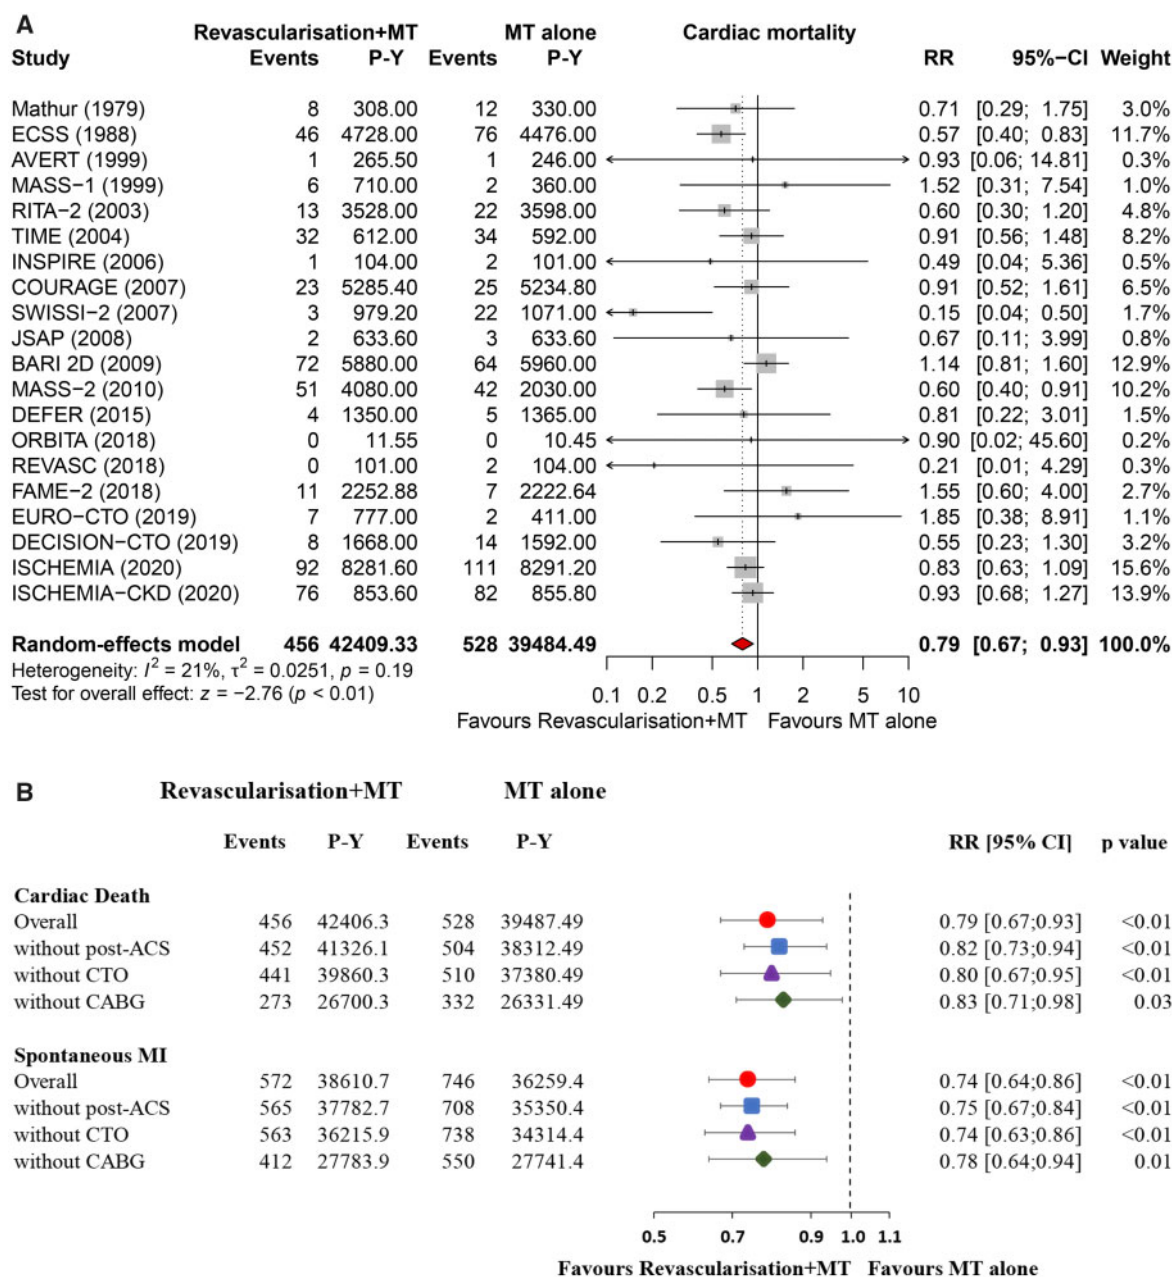 A
Revascularisation+MT MT alone Cardiac mortality
Study Events P-Y Events P-Y RR 95%-CI Weight
Mathur (1979) 8 308.00 12 330.00 0.71 [0.29; 1.75] 3.0%
ECSS (1988) 46 4728.00 76 4476.00 0.57 [0.40; 0.83] 11.7%
AVERT (1999) 1 265.50 1 246.00 0.93 [0.06; 14.81] 0.3%
MASS-1 (1999) 6 710.00 2 360.00 1.52 [0.31; 7.54] 1.0%
RITA-2 (2003) 13 3528.00 22 3598.00 0.60 [0.30; 1.20] 4.8%
TIME (2004) 32 612.00 34 592.00 0.91 [0.56; 1.48] 8.2%
INSPIRE (2006) 1 104.00 2 101.00 0.49 [0.04; 5.36] 0.5%
COURAGE (2007) 23 5285.40 25 5234.80 0.91 [0.52; 1.61] 6.5%
SWISSI-2 (2007) 3 979.20 22 1071.00 0.15 [0.04; 0.50] 1.7%
JSAP (2008) 2 633.60 3 633.60 0.67 [0.11; 3.99] 0.8%
BARI 2D (2009) 72 5880.00 64 5960.00 1.14 [0.81; 1.60] 12.9%
MASS-2 (2010) 51 4080.00 42 2030.00 0.60 [0.40; 0.91] 10.2%
DEFER (2015) 4 1350.00 5 1365.00 0.81 [0.22; 3.01] 1.5%
ORBITA (2018) 0 11.55 0 10.45 0.90 [0.02; 45.60] 0.2%
REVASC (2018) 0 101.00 2 104.00 0.21 [0.01; 4.29] 0.3%
FAME-2 (2018) 11 2252.88 7 2222.64 1.55 [0.60; 4.00] 2.7%
EURO-CTO (2019) 7 777.00 2 411.00 1.85 [0.38; 8.91] 1.1%
DECISION-CTO (2019) 8 1668.00 14 1592.00 0.55 [0.23; 1.30] 3.2%
ISCHEMIA (2020) 92 8281.60 111 8291.20 0.83 [0.63; 1.09] 15.6%
ISCHEMIA-CKD (2020) 76 853.60 82 855.80 0.93 [0.68; 1.27] 13.9%
Random-effects model 456 42409.33 528 39484.49 0.79 [0.67; 0.93] 100.0%
Heterogeneity: I² = 21%, τ² = 0.0251, p = 0.19
Test for overall effect: z = −2.76 (p < 0.01)
0.1 0.2 0.5 1 2 5 10
Favours Revascularisation+MT Favours MT alone
B
Revascularisation+MT MT alone
Events P-Y Events P-Y RR [95% CI] p value
Cardiac Death
Overall 456 42406.3 528 39487.49 0.79 [0.67;0.93] <0.01
without post-ACS 452 41326.1 504 38312.49 0.82 [0.73;0.94] <0.01
without CTO 441 39860.3 510 37380.49 0.80 [0.67;0.95] <0.01
without CABG 273 26700.3 332 26331.49 0.83 [0.71;0.98] 0.03
Spontaneous MI
Overall 572 38610.7 746 36259.4 0.74 [0.64;0.86] <0.01
without post-ACS 565 37782.7 708 35350.4 0.75 [0.67;0.84] <0.01
without CTO 563 36215.9 738 34314.4 0.74 [0.63;0.86] <0.01
without CABG 412 27783.9 550 27741.4 0.78 [0.64;0.94] 0.01
0.5 0.7 0.9 1.0 1.1
Favours Revascularisation+MT Favours MT alone